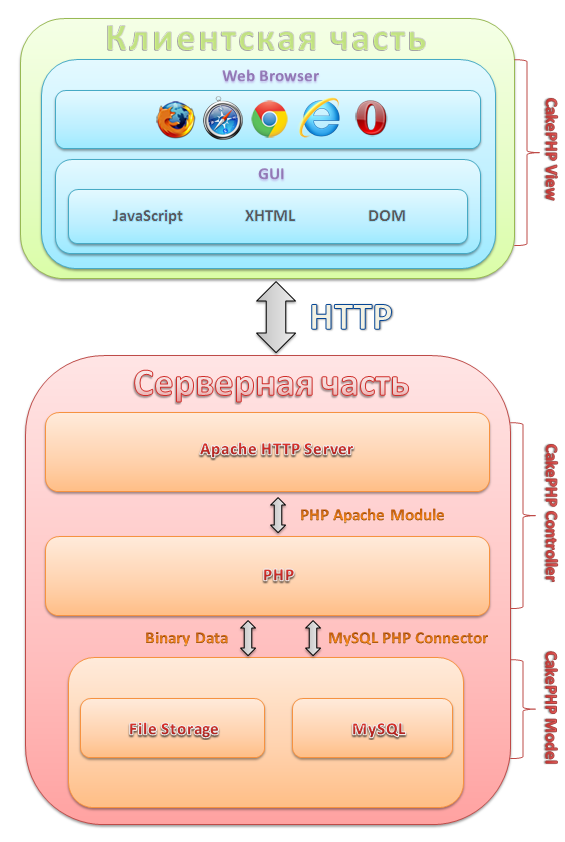 Клиентская часть
Web Browser
CakePHP View
GUI
JavaScript XHTML DOM
HTTP
Серверная часть
Apache HTTP Server
CakePHP Controller
PHP Apache Module
PHP
Binary Data MySQL PHP Connector
CakePHP Model
File Storage MySQL